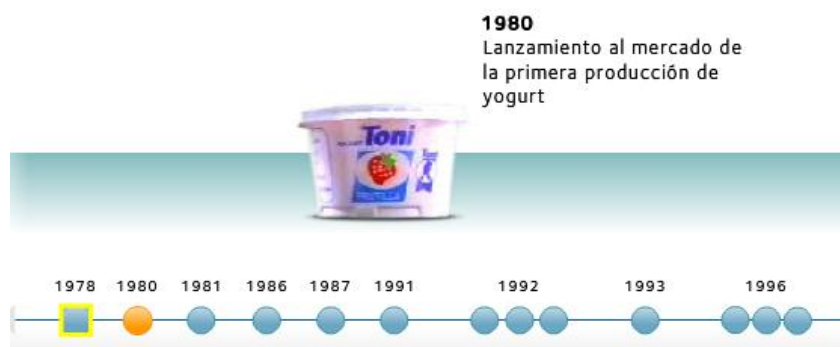 1980
Lanzamiento al mercado de
la primera producción de
yogurt
Toni
FRUTILLA
1978 1980 1981 1986 1987 1991 1992 1993 1996